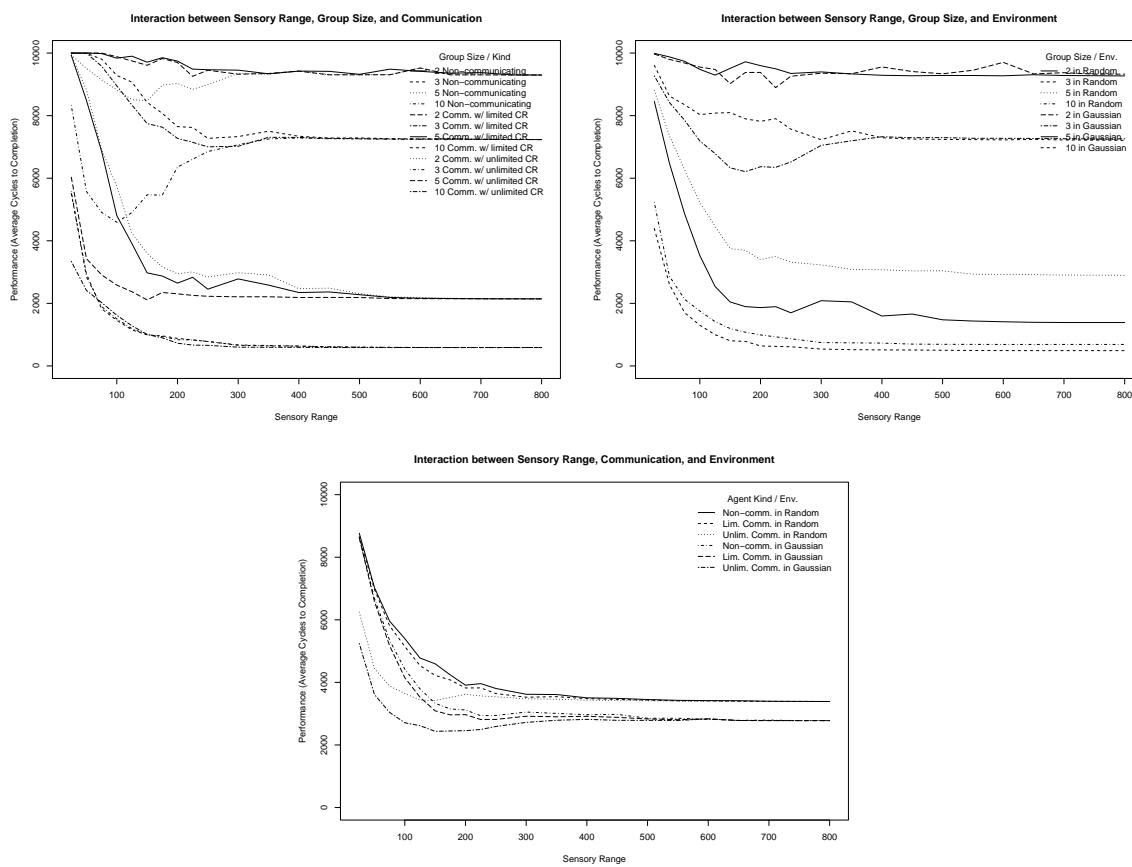 Interaction between Sensory Range, Group Size, and Communication
Performance (Average Cycles to Completion)
10000
8000
6000
4000
2000
0
Group Size / Kind
2 Non−communicating
3 Non−communicating
5 Non−communicating
10 Non−communicating
2 Comm. w/ limited CR
3 Comm. w/ limited CR
5 Comm. w/ limited CR
10 Comm. w/ limited CR
2 Comm. w/ unlimited CR
3 Comm. w/ unlimited CR
5 Comm. w/ unlimited CR
10 Comm. w/ unlimited CR
100 200 300 400 500 600 700 800
Sensory Range
Interaction between Sensory Range, Group Size, and Environment
Performance (Average Cycles to Completion)
10000
8000
6000
4000
2000
0
Group Size / Env.
2 in Random
3 in Random
5 in Random
10 in Random
2 in Gaussian
3 in Gaussian
5 in Gaussian
10 in Gaussian
100 200 300 400 500 600 700 800
Sensory Range
Interaction between Sensory Range, Communication, and Environment
Performance (Average Cycles to Completion)
10000
8000
6000
4000
2000
0
Agent Kind / Env.
Non−comm. in Random
Lim. Comm. in Random
Unlim. Comm. in Random
Non−comm. in Gaussian
Lim. Comm. in Gaussian
Unlim. Comm. in Gaussian
100 200 300 400 500 600 700 800
Sensory Range